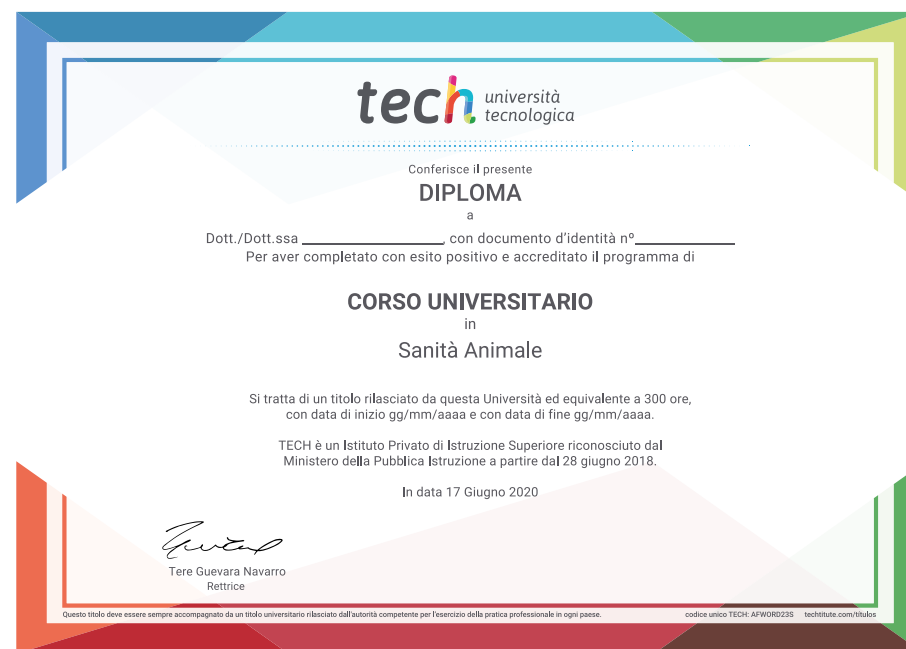 tech università
tecnologica
Conferisce il presente
DIPLOMA
a
Dott./Dott.ssa ____________________, con documento d'identità nº______________
Per aver completato con esito positivo e accreditato il programma di
CORSO UNIVERSITARIO
in
Sanità Animale
Si tratta di un titolo rilasciato da questa Università ed equivalente a 300 ore,
con data di inizio gg/mm/aaaa e con data di fine gg/mm/aaaa.
TECH è un Istituto Privato di Istruzione Superiore riconosciuto dal
Ministero della Pubblica Istruzione a partire dal 28 giugno 2018.
In data 17 Giugno 2020
Tere Guevara Navarro
Rettrice
Questo titolo deve essere sempre accompagnato da un titolo universitario rilasciato dall'autorità competente per l'esercizio della pratica professionale in ogni paese. codice unico TECH: AFWORD23S techtitute.com/titulos